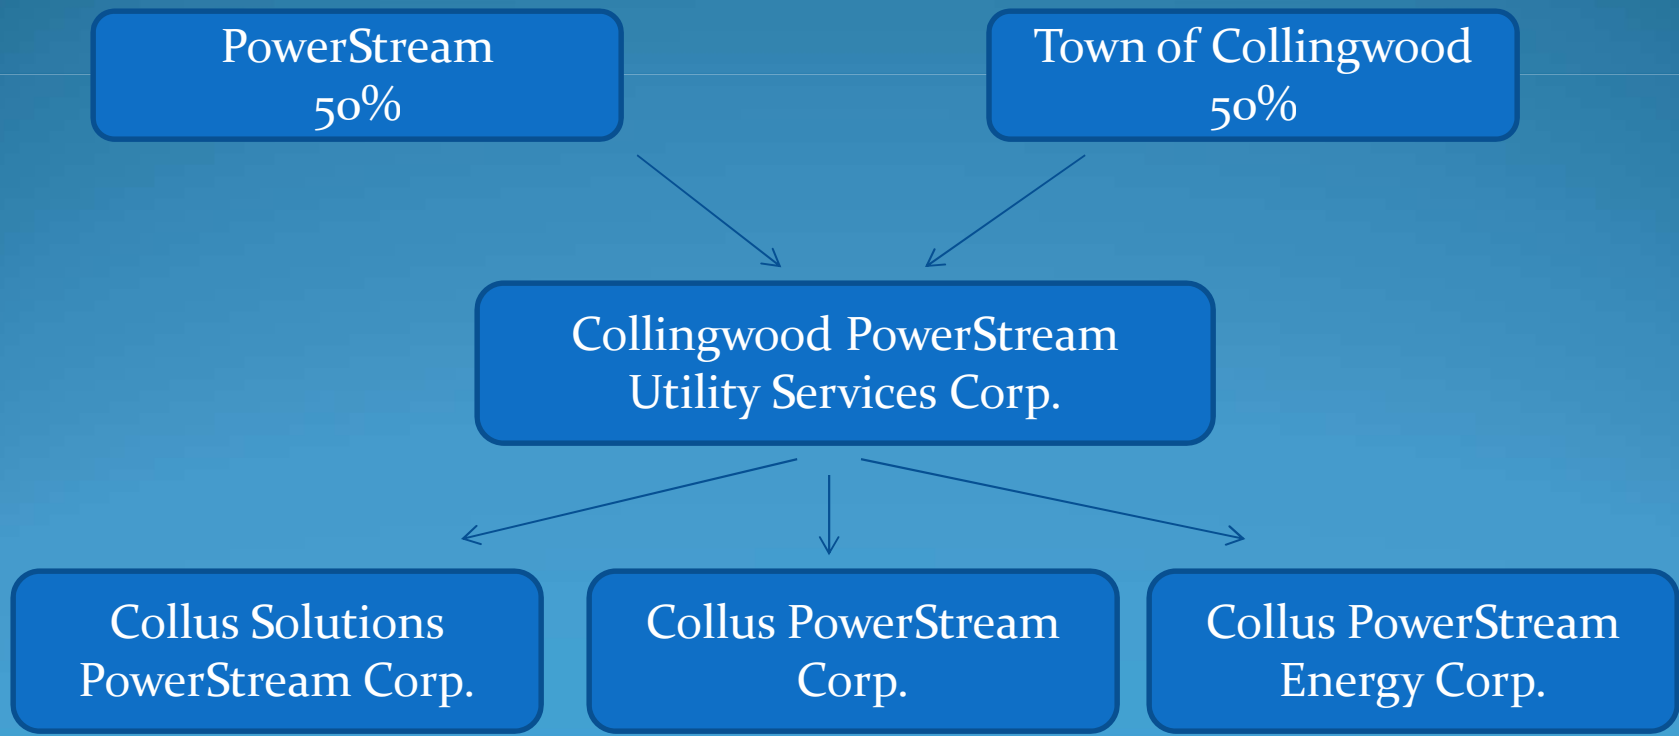 PowerStream
50%
Town of Collingwood
50%
Collingwood PowerStream
Utility Services Corp.
Collus Solutions
PowerStream Corp.
Collus PowerStream
Corp.
Collus PowerStream
Energy Corp.